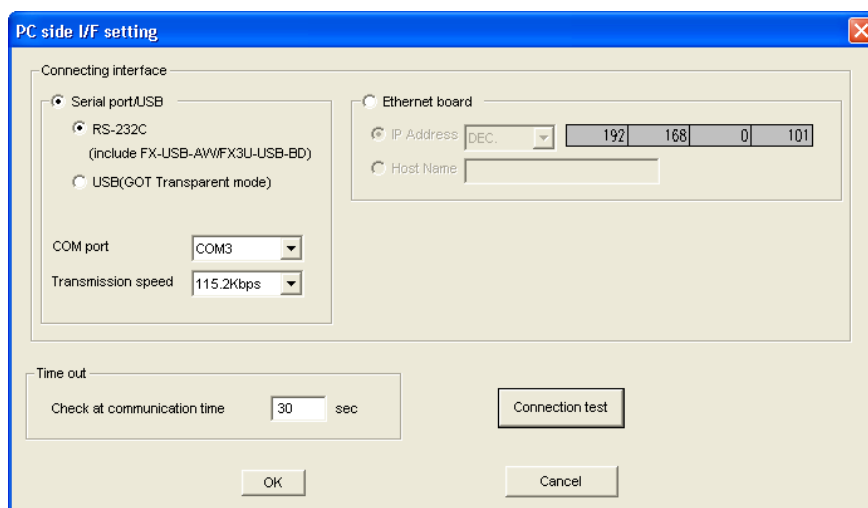 PC side I/F setting
Connecting interface
Serial port/USB
RS-232C
(include FX-USB-AW/FX3U-USB-BD)
USB(GOT Transparent mode)
COM port
COM3
Transmission speed
115.2Kbps
Ethernet board
IP Address DEC. 192 168 0 101
Host Name
Time out
Check at communication time 30 sec
Connection test
OK
Cancel